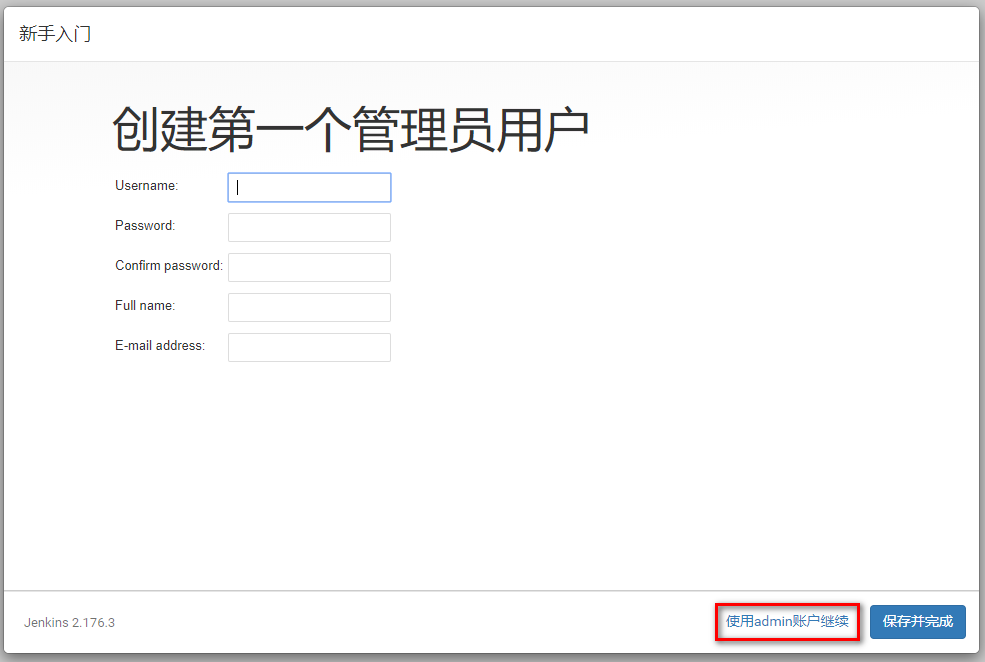 新手入门
创建第一个管理员用户
Username:
Password:
Confirm password:
Full name:
E-mail address:
Jenkins 2.176.3
使用admin账户继续
保存并完成